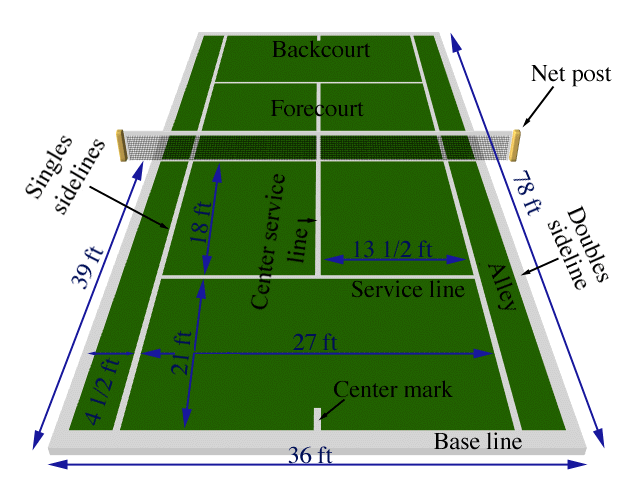 Backcourt
Net post
Forecourt
Singles
sidelines
78 ft
18 ft
Center service
line
13 1/2 ft
Doubles
sideline
39 ft
Alley
Service line
21 ft
27 ft
4 1/2 ft
Center mark
Base line
36 ft